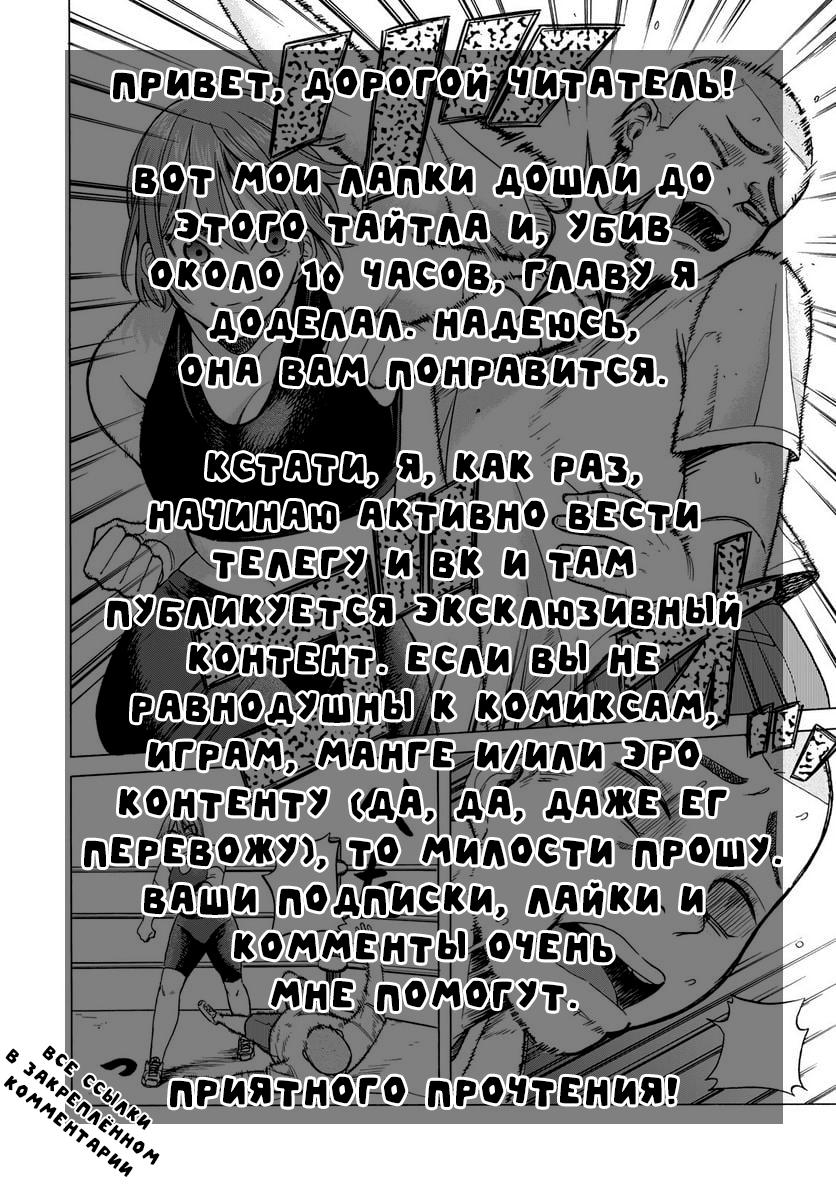 ПРИВЕТ, ДОРОГОЙ ЧИТАТЕЛЬ!
ВОТ МОИ ЛАПКИ ДОШЛИ ДО
ЭТОГО ТАЙТЛА И, УБИВ
ОКОЛО 10 ЧАСОВ, ГЛАВУ Я
ДОДЕЛАЛ. НАДЕЮСЬ,
ОНА ВАМ ПОНРАВИТСЯ.
КСТАТИ, Я, КАК РАЗ,
НАЧИНАЮ АКТИВНО ВЕСТИ
ТЕЛЕГУ И ВК И ТАМ
ПУБЛИКУЕТСЯ ЭКСКЛЮЗИВНЫЙ
КОНТЕНТ. ЕСЛИ ВЫ НЕ
РАВНОДУШНЫ К КОМИКСАМ,
ИГРАМ, МАНГЕ И/ИЛИ ЭРО
КОНТЕНТУ (ДА, ДА, ДАЖЕ ЕГ
ПЕРЕВОЖУ), ТО МИЛОСТИ ПРОШУ.
ВАШИ ПОДПИСКИ, ЛАЙКИ И
КОММЕНТЫ ОЧЕНЬ
МНЕ ПОМОГУТ.
ПРИЯТНОГО ПРОЧТЕНИЯ!
ВСЕ ССЫЛКИ
В ЗАКРЕПЛЁННОМ
КОММЕНТАРИИ